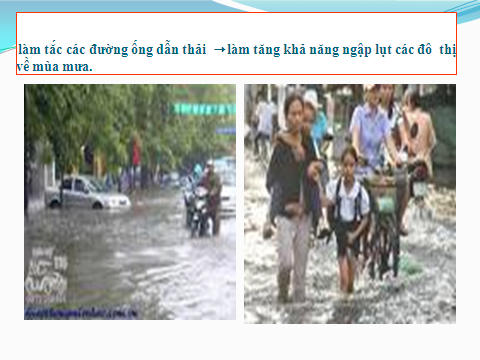 làm tắc các đường ống dẫn thải →làm tăng khả năng ngập lụt các đô thị
về mùa mưa.